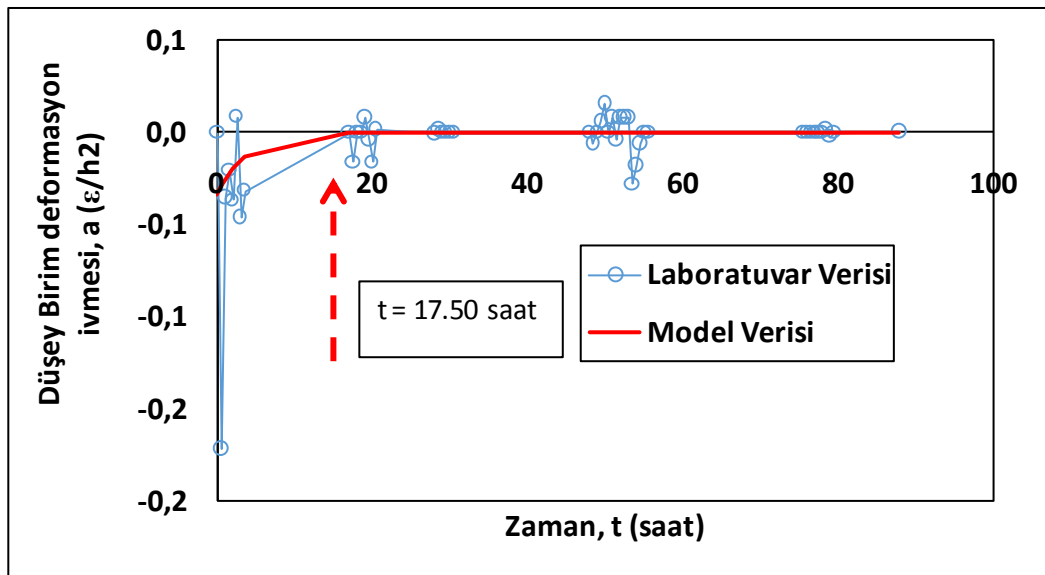 0,1
0,0
-0,1
-0,1
-0,2
-0,2
0 20 40 60 80 100
Düşey Birim deformasyon
ivmesi, a (ε/h2)
Zaman, t (saat)
t = 17.50 saat
Laboratuvar Verisi
Model Verisi